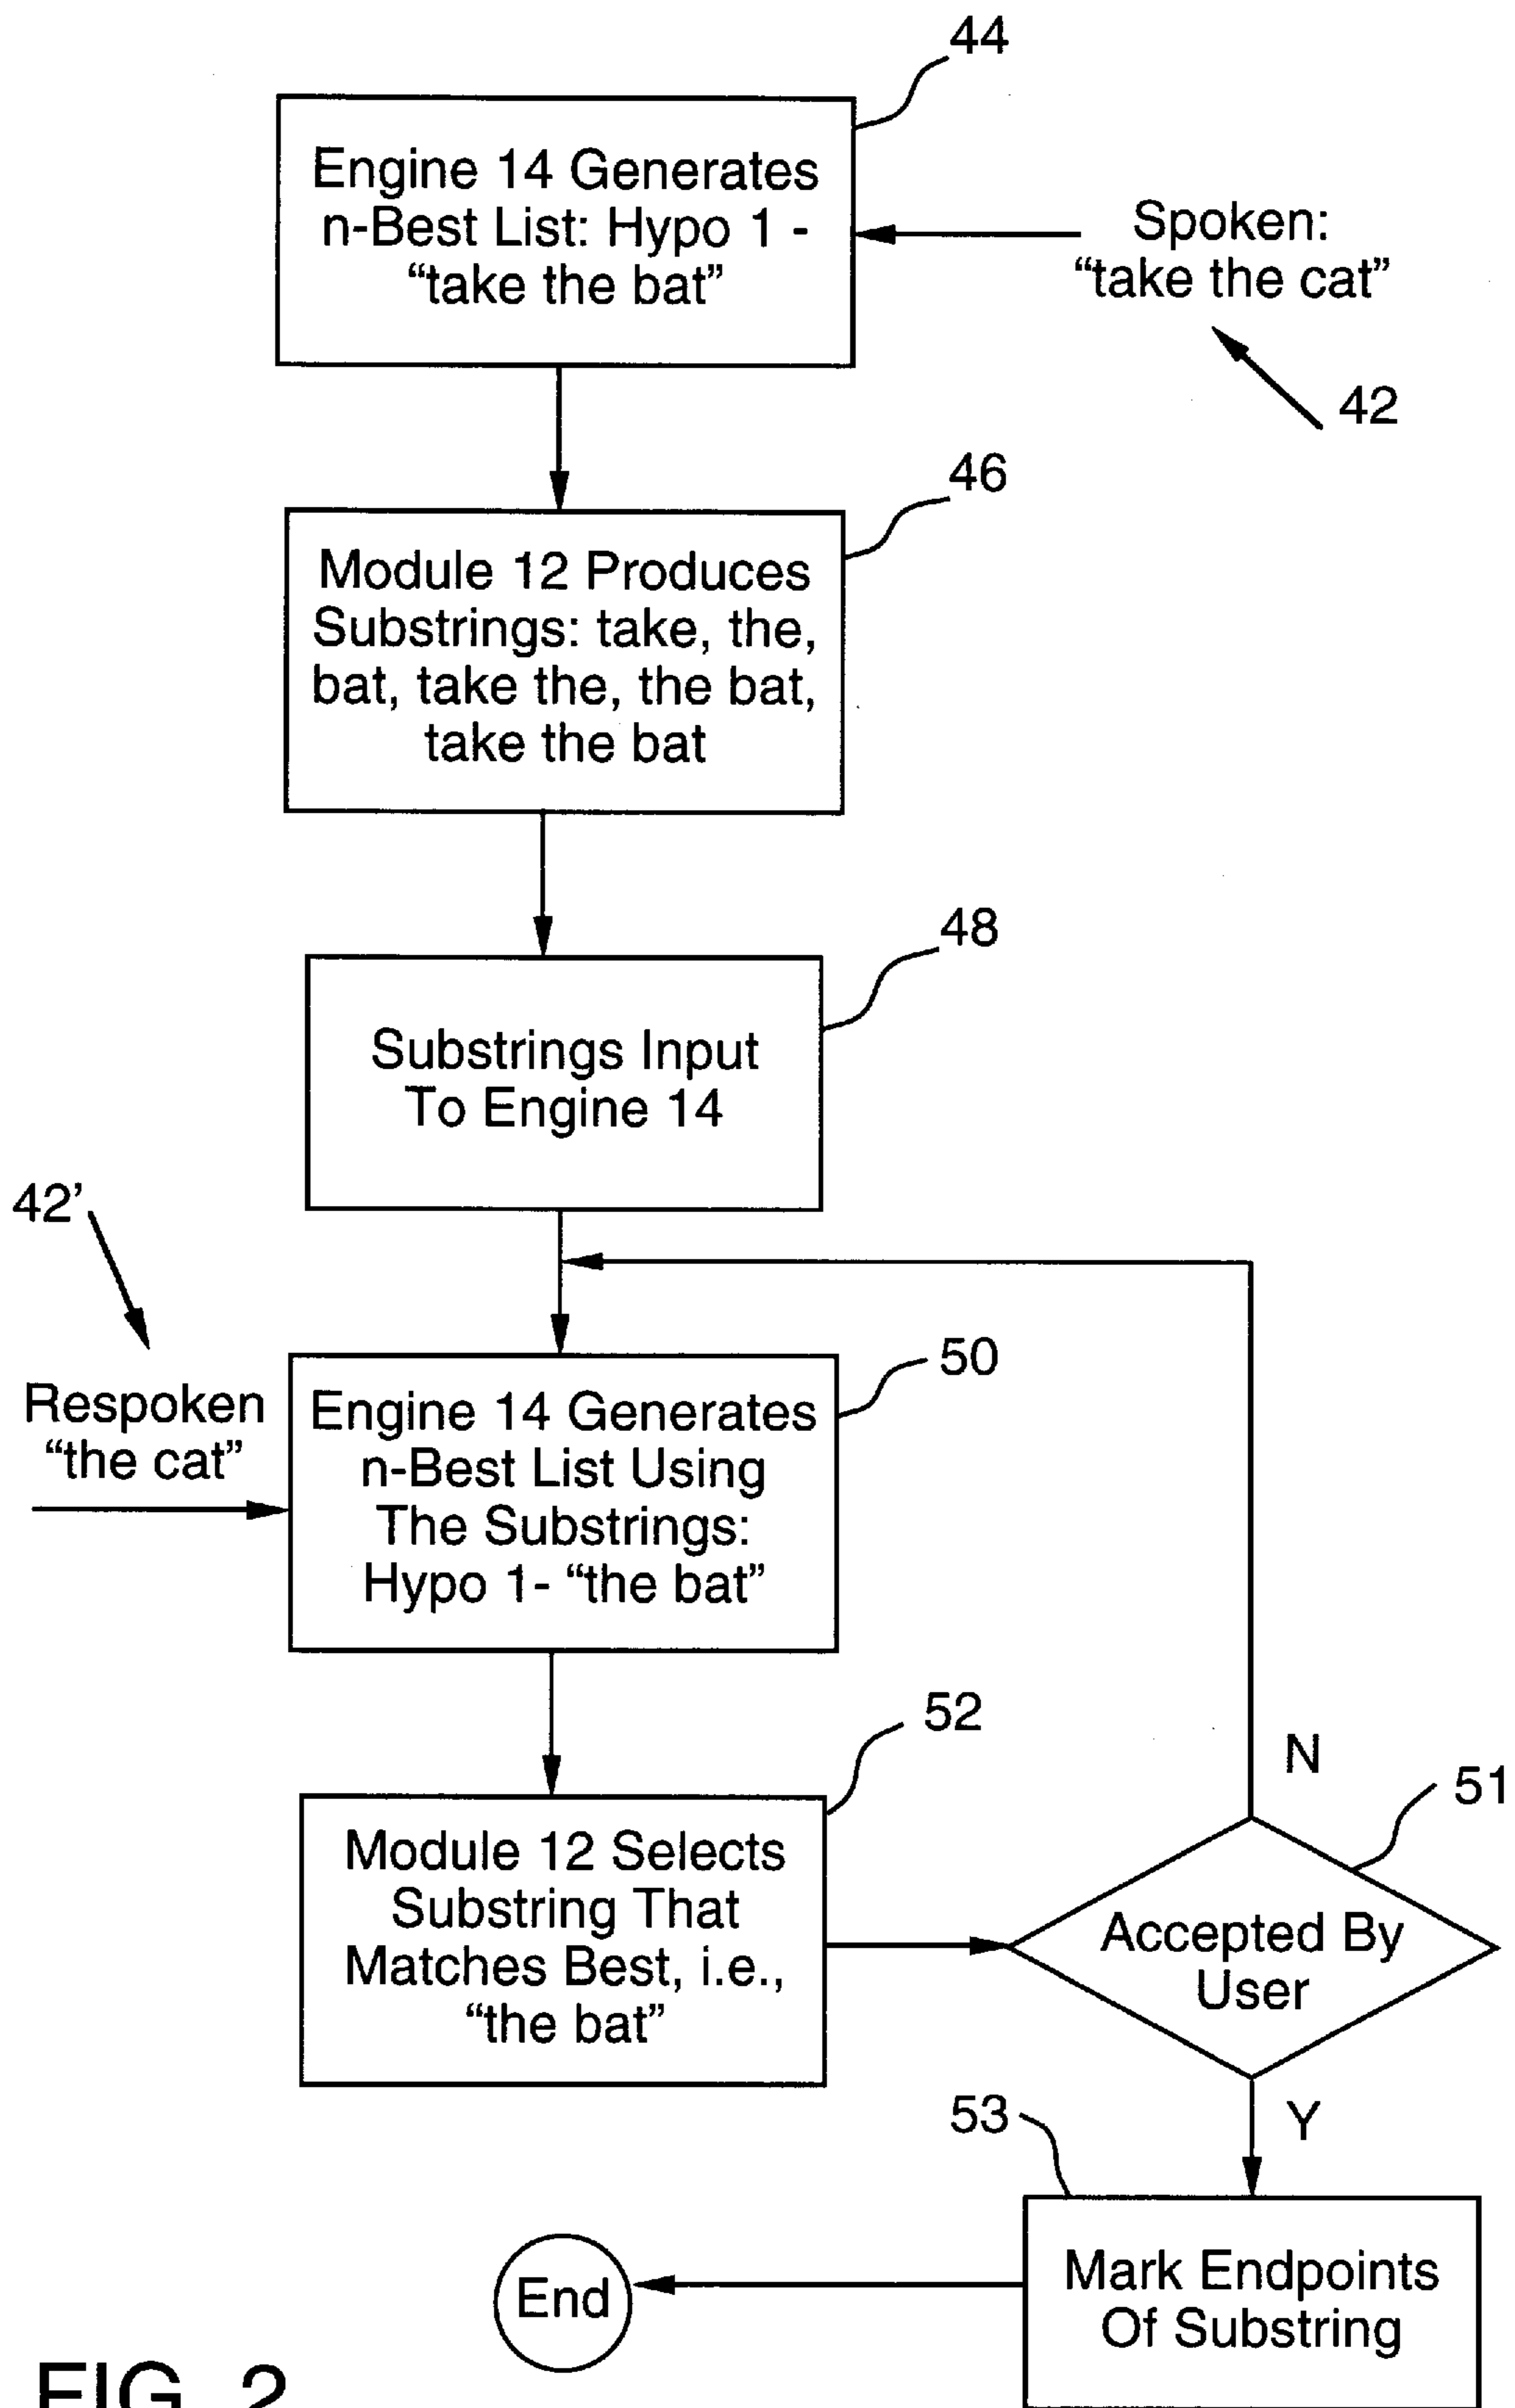 44
Engine 14 Generates
n-Best List: Hypo 1 -
“take the bat”
Spoken:
“take the cat”
42
46
Module 12 Produces
Substrings: take, the,
bat, take the, the bat,
take the bat
48
Substrings Input
To Engine 14
42’
Respoken
“the cat”
50
Engine 14 Generates
n-Best List Using
The Substrings:
Hypo 1- “the bat”
52
Module 12 Selects
Substring That
Matches Best, i.e.,
“the bat”
N
51
Accepted By
User
Y
53
Mark Endpoints
Of Substring
End
FIG. 2